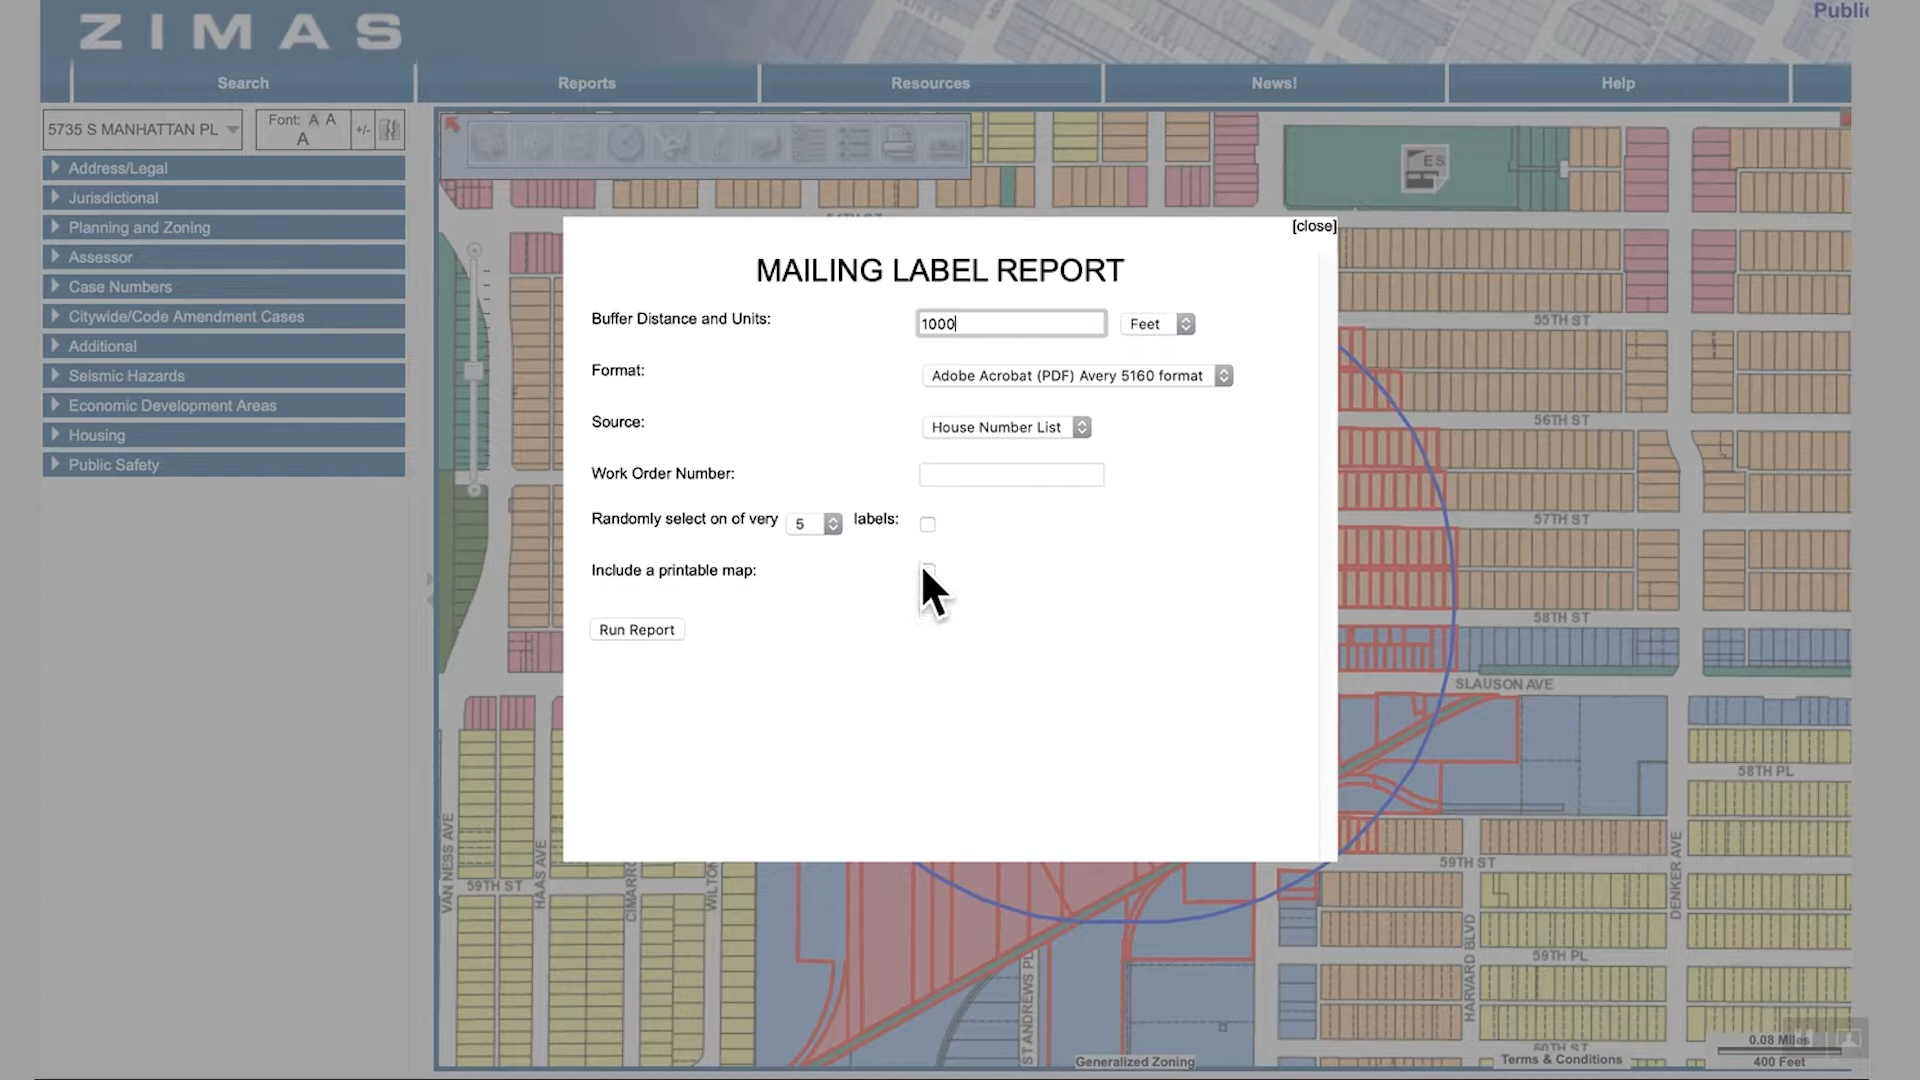 ZIMAS
Public
Search
Reports
Resources
News!
Help
5735 S MANHATTAN PL
Font: A A
A
+/-
Address/Legal
Jurisdictional
Planning and Zoning
Assessor
Case Numbers
Citywide/Code Amendment Cases
Additional
Seismic Hazards
Economic Development Areas
Housing
Public Safety
[close]
MAILING LABEL REPORT
Buffer Distance and Units:
1000
Feet
Format:
Adobe Acrobat (PDF) Avery 5160 format
Source:
House Number List
Work Order Number:
Randomly select on of very 5 labels:
Include a printable map:
Run Report
ES
55TH ST
56TH ST
57TH ST
58TH ST
SLAUSON AVE
58TH PL
59TH ST
59TH ST
59TH PL
60TH ST
VAN NESS AVE
HAAS AVE
WILTON
ST ANDREWS PL
HARVARD BLVD
DENKER AVE
Generalized Zoning
Terms & Conditions
0.08 Miles
400 Feet